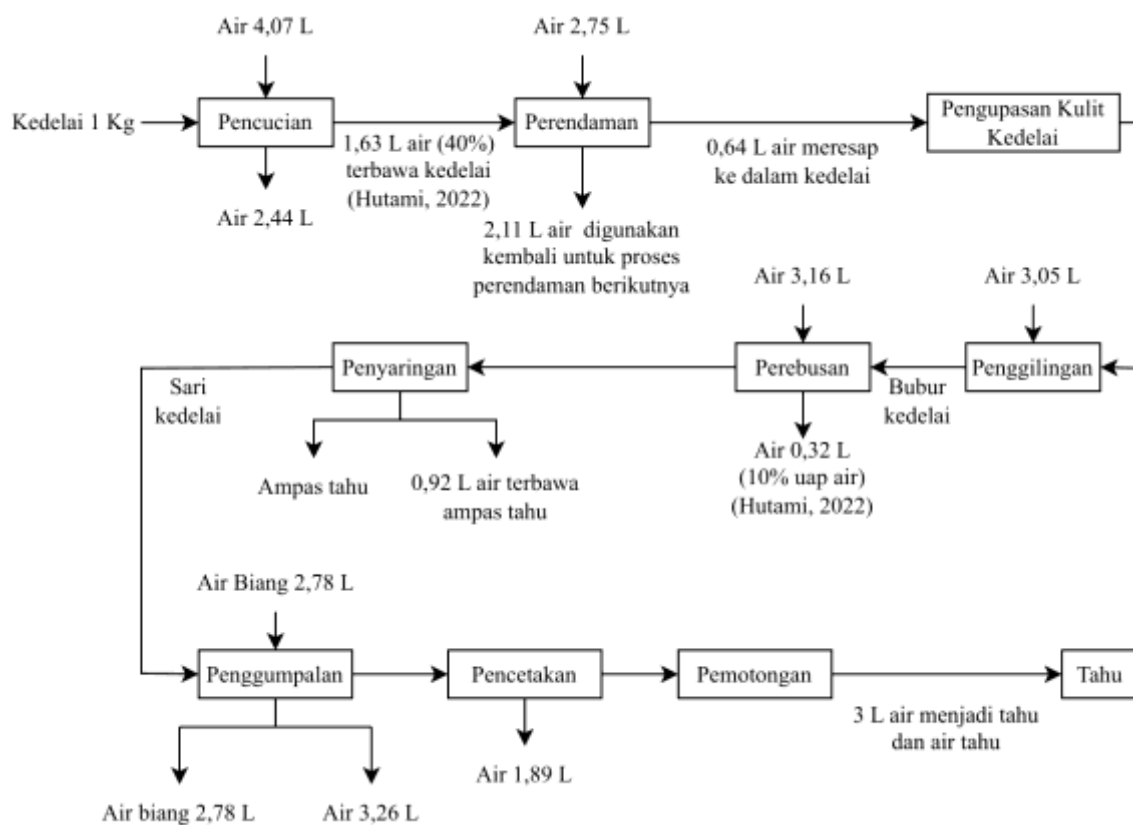 Air 4,07 L
Air 2,75 L
Kedelai 1 Kg
Pencucian
1,63 L air (40%)
terbawa kedelai
(Hutami, 2022)
Perendaman
0,64 L air meresap
ke dalam kedelai
Pengupasan Kulit
Kedelai
Air 2,44 L
2,11 L air digunakan
kembali untuk proses
perendaman berikutnya
Air 3,16 L
Air 3,05 L
Penyaringan
Perebusan
Penggilingan
Sari
kedelai
Bubur
kedelai
Ampas tahu
0,92 L air terbawa
ampas tahu
Air 0,32 L
(10% uap air)
(Hutami, 2022)
Air Biang 2,78 L
Penggumpalan
Pencetakan
Pemotongan
Tahu
3 L air menjadi tahu
dan air tahu
Air biang 2,78 L
Air 3,26 L
Air 1,89 L